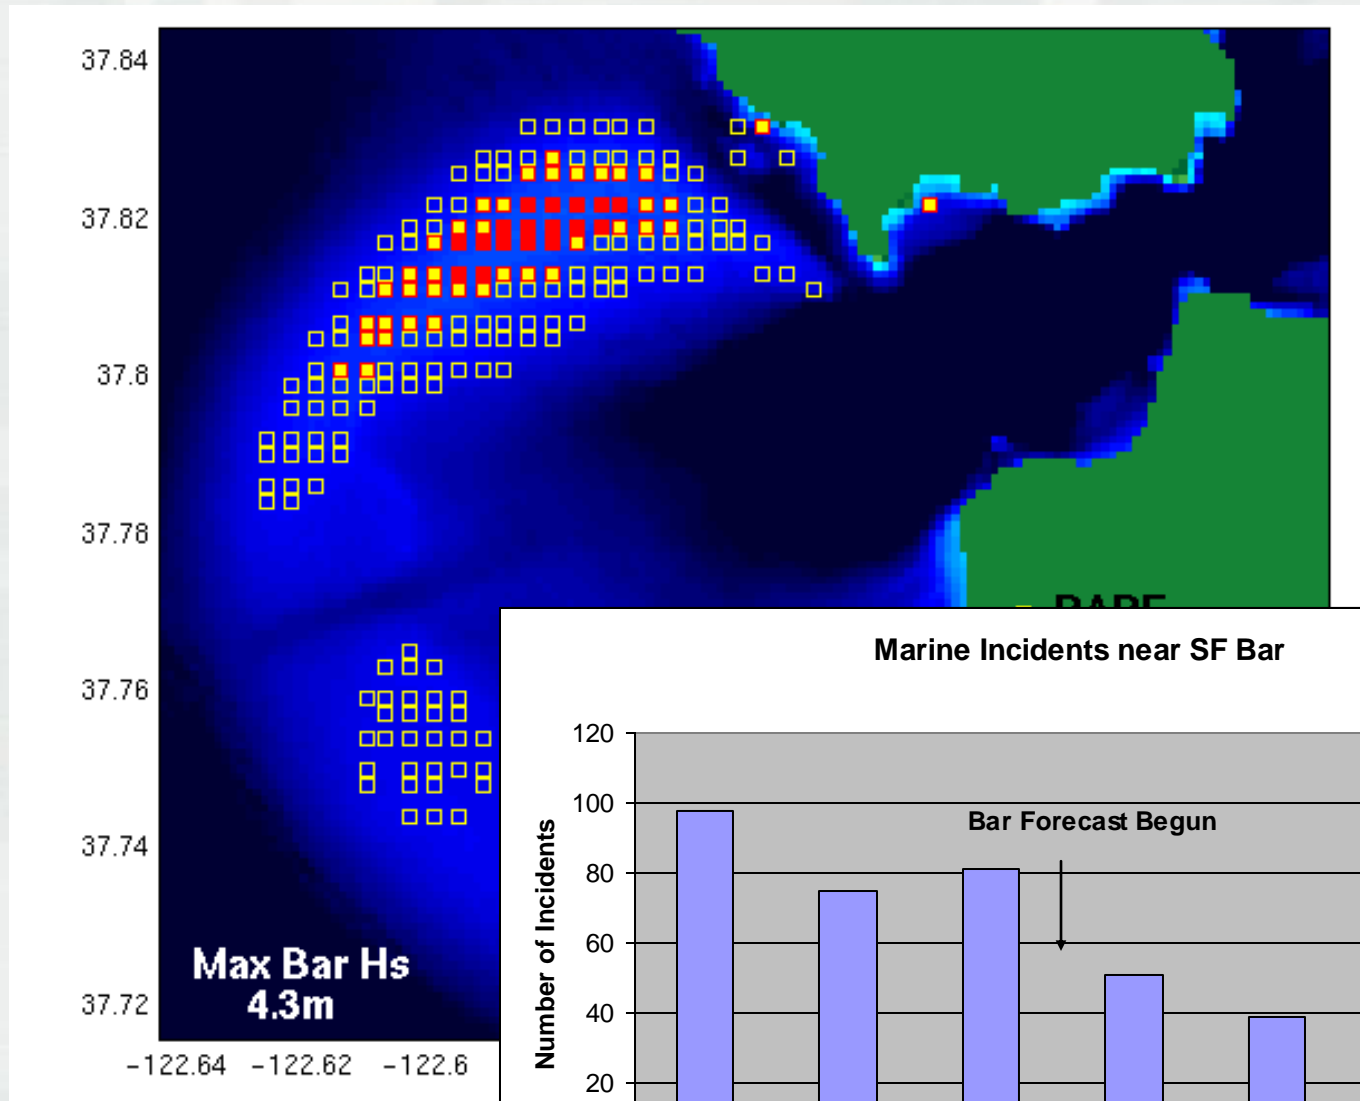 37.84
37.82
37.8
37.78
37.76
37.74
37.72
Max Bar Hs
4.3m
-122.64 -122.62 -122.6
Marine Incidents near SF Bar
Number of Incidents
120
100
80
60
40
20
Bar Forecast Begun